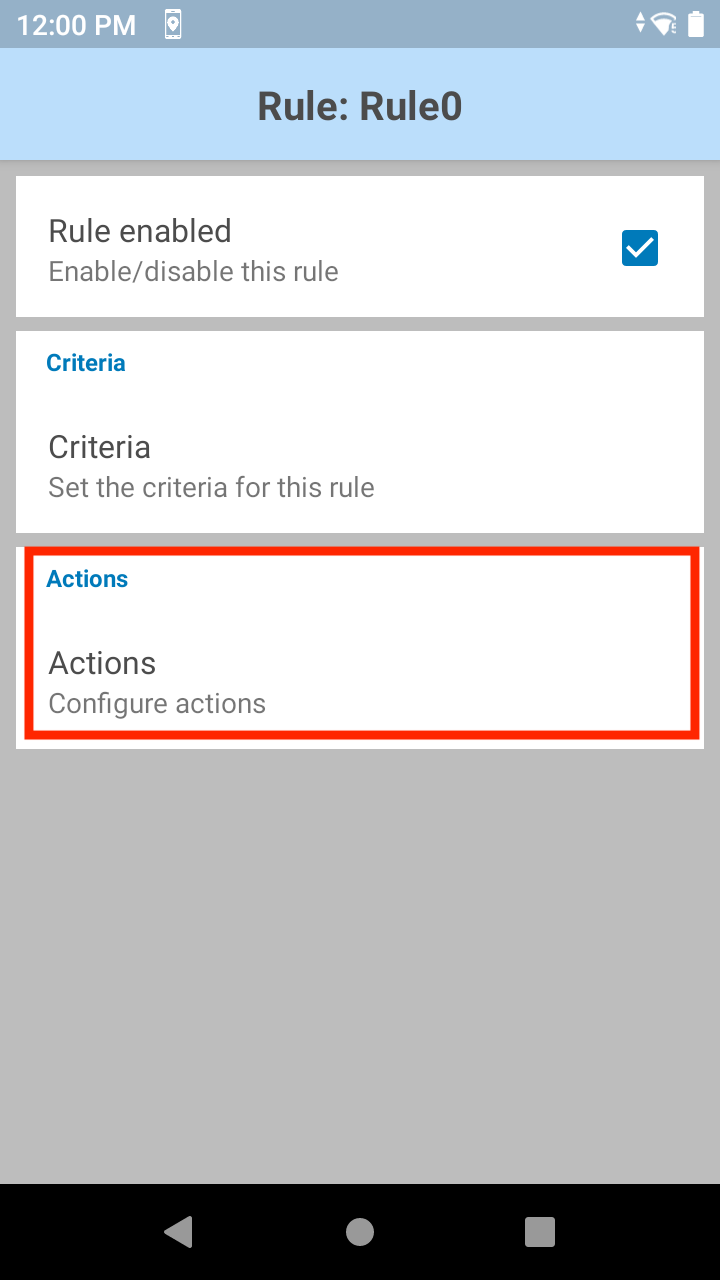 12:00 PM
Rule: Rule0
Rule enabled
Enable/disable this rule
Criteria
Criteria
Set the criteria for this rule
Actions
Actions
Configure actions